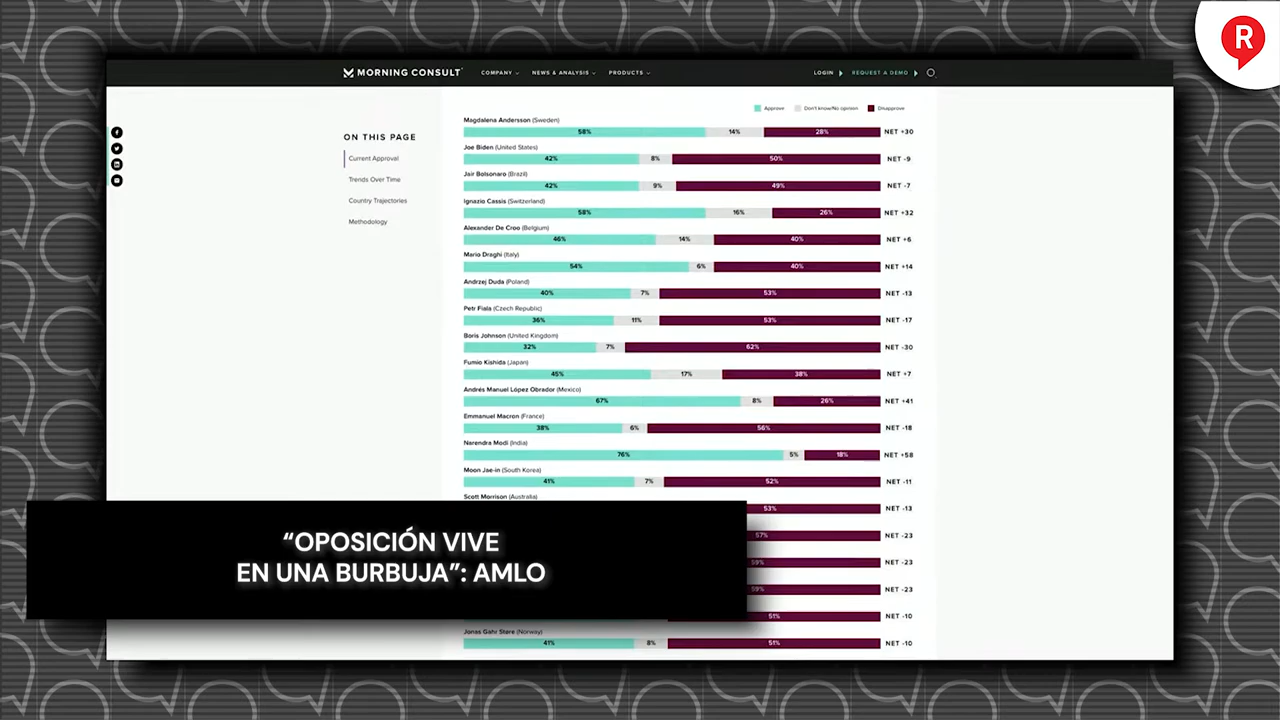 R
MORNING CONSULT
COMPANY
NEWS & ANALYSIS
PRODUCTS
LOGIN
REQUEST A DEMO
ON THIS PAGE
Current Approval
Trends Over Time
Country Trajectories
Methodology
Approve
Don't know/No opinion
Disapprove
Magdalena Andersson (Sweden)
58% 14% 28% NET +30
Joe Biden (United States)
42% 8% 50% NET -9
Jair Bolsonaro (Brazil)
42% 9% 49% NET -7
Ignazio Cassis (Switzerland)
58% 16% 26% NET +32
Alexander De Croo (Belgium)
46% 14% 40% NET +6
Mario Draghi (Italy)
54% 6% 40% NET +14
Andrzej Duda (Poland)
40% 7% 53% NET -13
Petr Fiala (Czech Republic)
36% 11% 53% NET -17
Boris Johnson (United Kingdom)
32% 7% 62% NET -30
Fumio Kishida (Japan)
45% 17% 38% NET +7
Andrés Manuel López Obrador (Mexico)
67% 8% 26% NET +41
Emmanuel Macron (France)
38% 6% 56% NET -18
Narendra Modi (India)
76% 5% 18% NET +58
Moon Jae-in (South Korea)
41% 7% 52% NET -11
Scott Morrison (Australia)
53% NET -13
57% NET -23
59% NET -23
59% NET -23
51% NET -10
Jonas Gahr Støre (Norway)
41% 8% 51% NET -10
“OPOSICIÓN VIVE
EN UNA BURBUJA”: AMLO